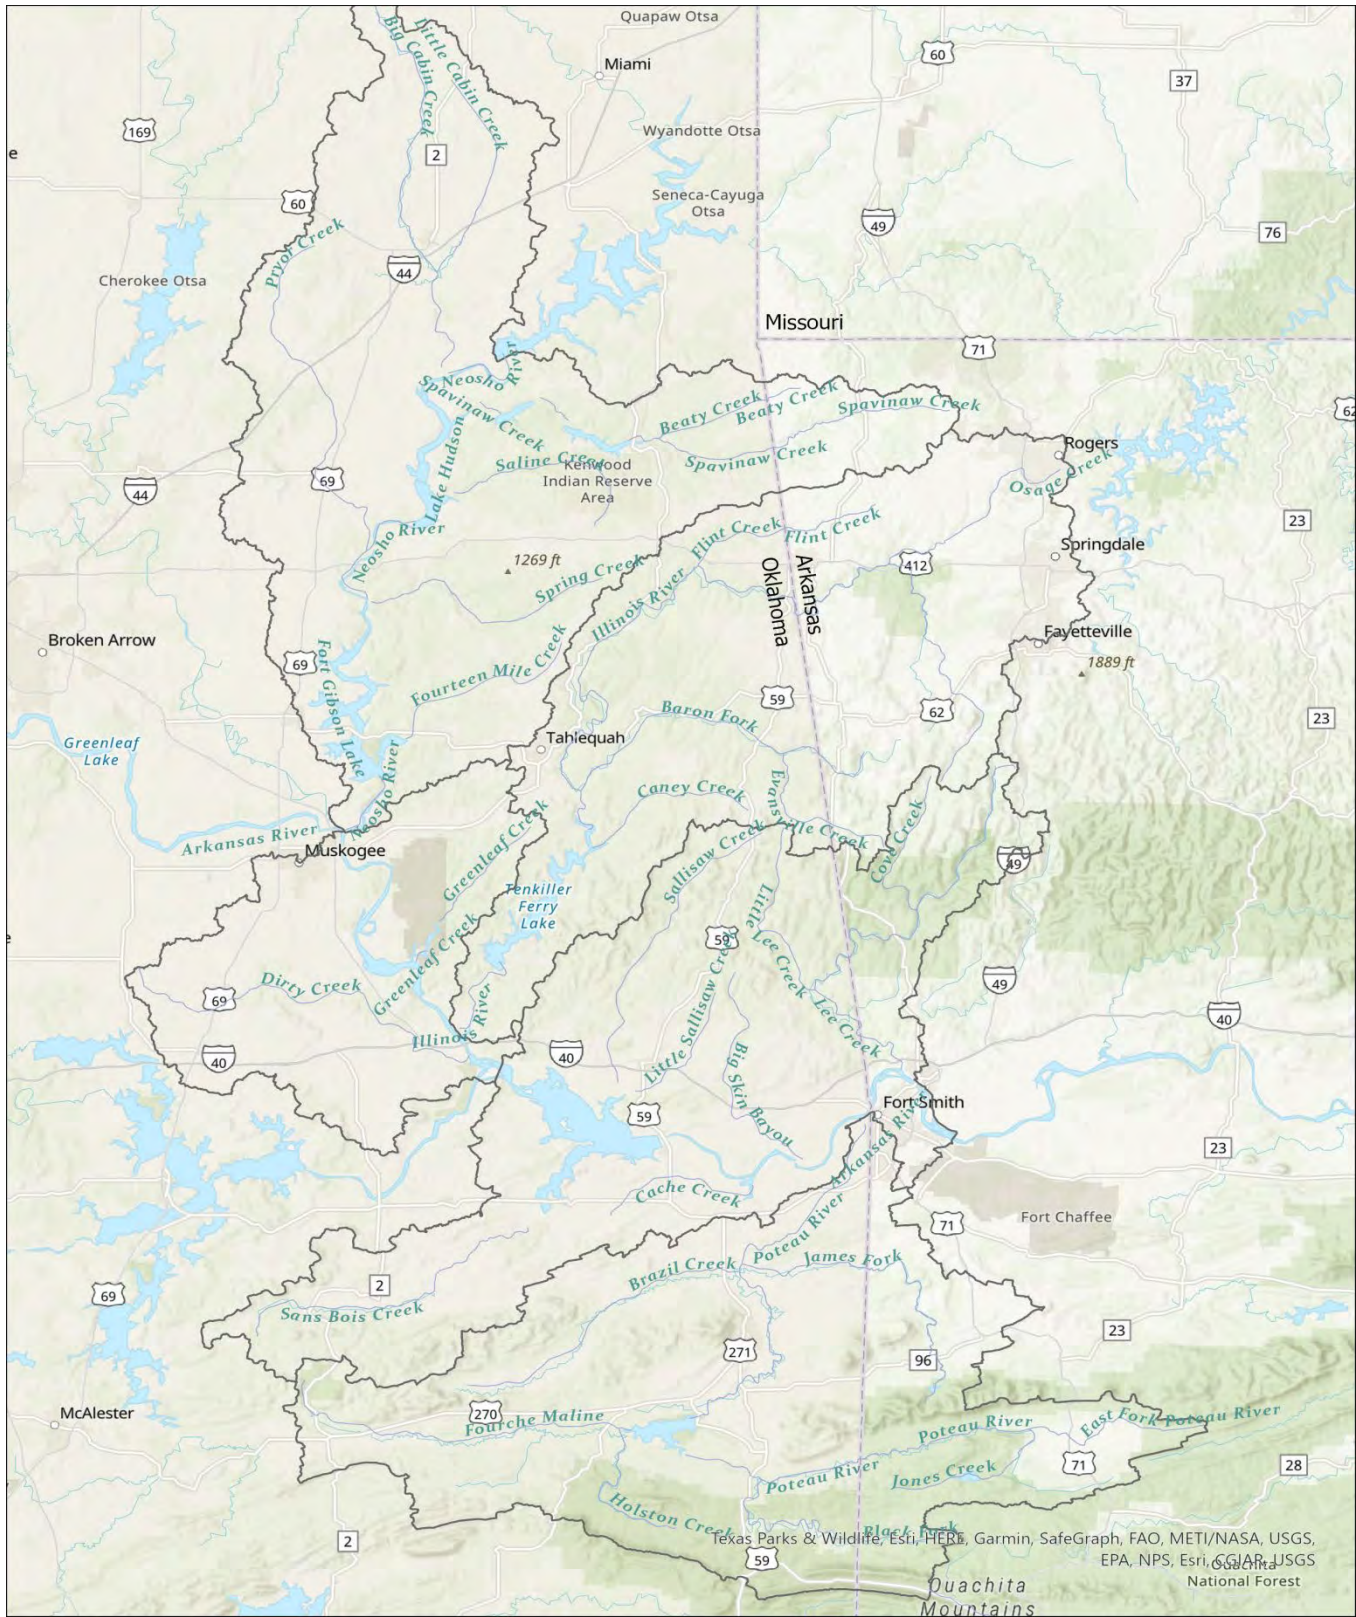 Quapaw Otsa
Big Cabin Creek
Little Cabin Creek
60
37
Miami
169
Wyandotte Otsa
2
e
60
Seneca-Cayuga
Otsa
49
76
Pryor Creek
44
Cherokee Otsa
Missouri
71
Neosho River
Spavinaw Creek
Beaty Creek
Beaty Creek
Spavinaw Creek
62
Rogers
Lake Hudson
Saline Creek
Kenwood
Indian Reserve
Area
Spavinaw Creek
Osage Creek
44
69
23
Neosho River
Flint Creek
Flint Creek
Springdale
1269 ft
412
Arkansas
Oklahoma
Spring Creek
Illinois River
Broken Arrow
Fayetteville
1889 ft
69
Fort Gibson Lake
Fourteen Mile Creek
59
62
23
Baron Fork
Greenleaf
Lake
Tahlequah
Neosho River
Caney Creek
Evansville Creek
Arkansas River
Muskogee
Greenleaf Creek
Sallisaw Creek
Cove Creek
49
Tenkiller
Ferry
Lake
Little Lee Creek
59
e
Greenleaf Creek
Dirty Creek
69
Little Sallisaw Creek
Lee Creek
49
40
Illinois River
40
40
Big Skin Bayou
59
Fort Smith
Arkansas River
23
Cache Creek
Poteau River
71
Fort Chaffee
Brazil Creek
James Fork
69
2
Sans Bois Creek
23
271
96
McAlester
270
Fourche Maline
Poteau River
East Fork Poteau River
71
28
Poteau River
Jones Creek
Holston Creek
Black Fork
2
59
Texas Parks & Wildlife, Esri, HERE, Garmin, SafeGraph, FAO, METI/NASA, USGS,
EPA, NPS, Esri, CGIAR, USGS
Ouachita
National Forest
Ouachita
Mountains